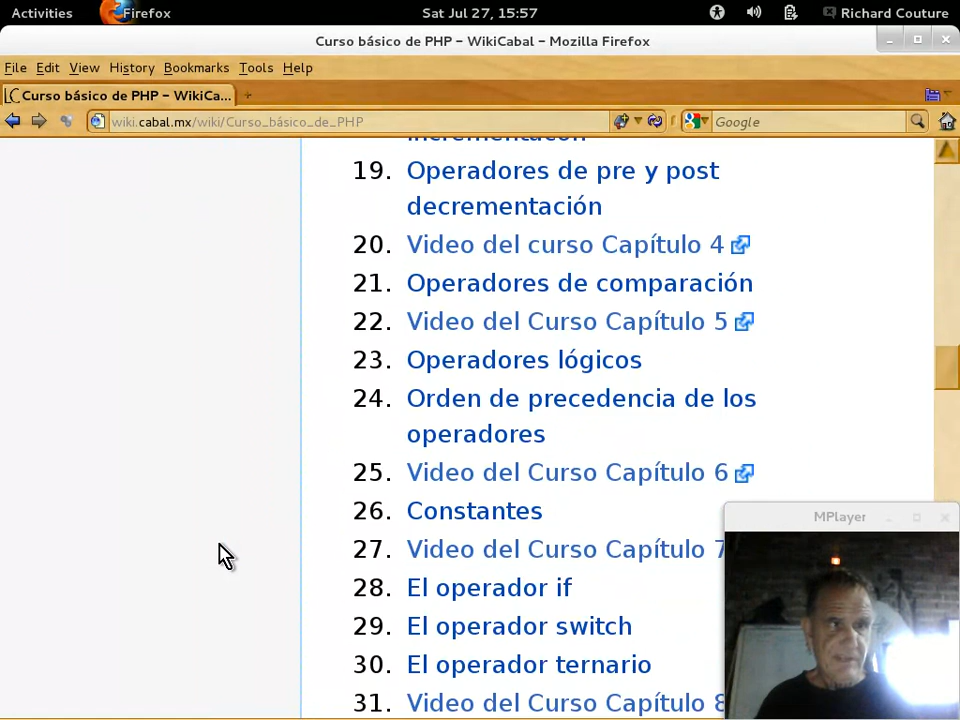 Activities Firefox Sat Jul 27, 15:57 Richard Couture
Curso básico de PHP - WikiCabal - Mozilla Firefox
File Edit View History Bookmarks Tools Help
Curso básico de PHP - WikiCa...
wiki.cabal.mx/wiki/Curso_básico_de_PHP Google
19. Operadores de pre y post
decrementación
20. Video del curso Capítulo 4
21. Operadores de comparación
22. Video del Curso Capítulo 5
23. Operadores lógicos
24. Orden de precedencia de los
operadores
25. Video del Curso Capítulo 6
26. Constantes
MPlayer
27. Video del Curso Capítulo 7
28. El operador if
29. El operador switch
30. El operador ternario
31. Video del Curso Capítulo 8